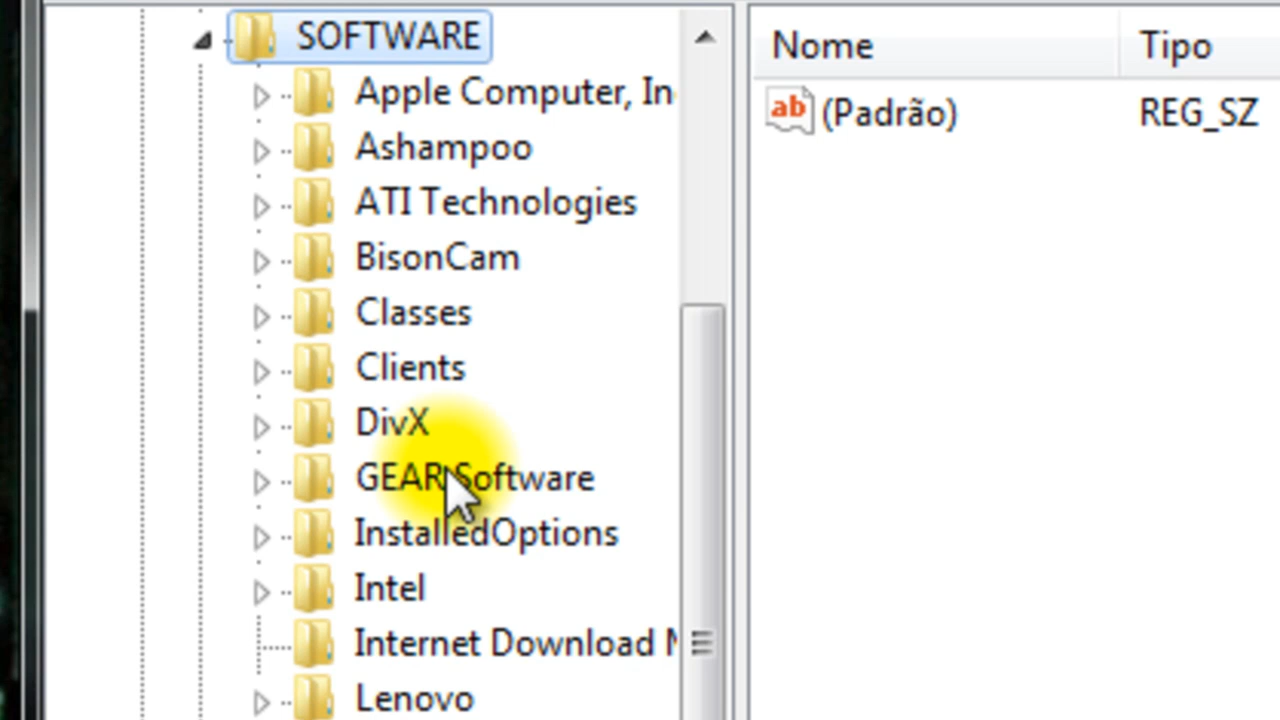 SOFTWARE
Apple Computer, In
Ashampoo
ATI Technologies
BisonCam
Classes
Clients
DivX
GEAR Software
InstalledOptions
Intel
Internet Download
Lenovo
Nome Tipo
ab (Padrão) REG_SZ